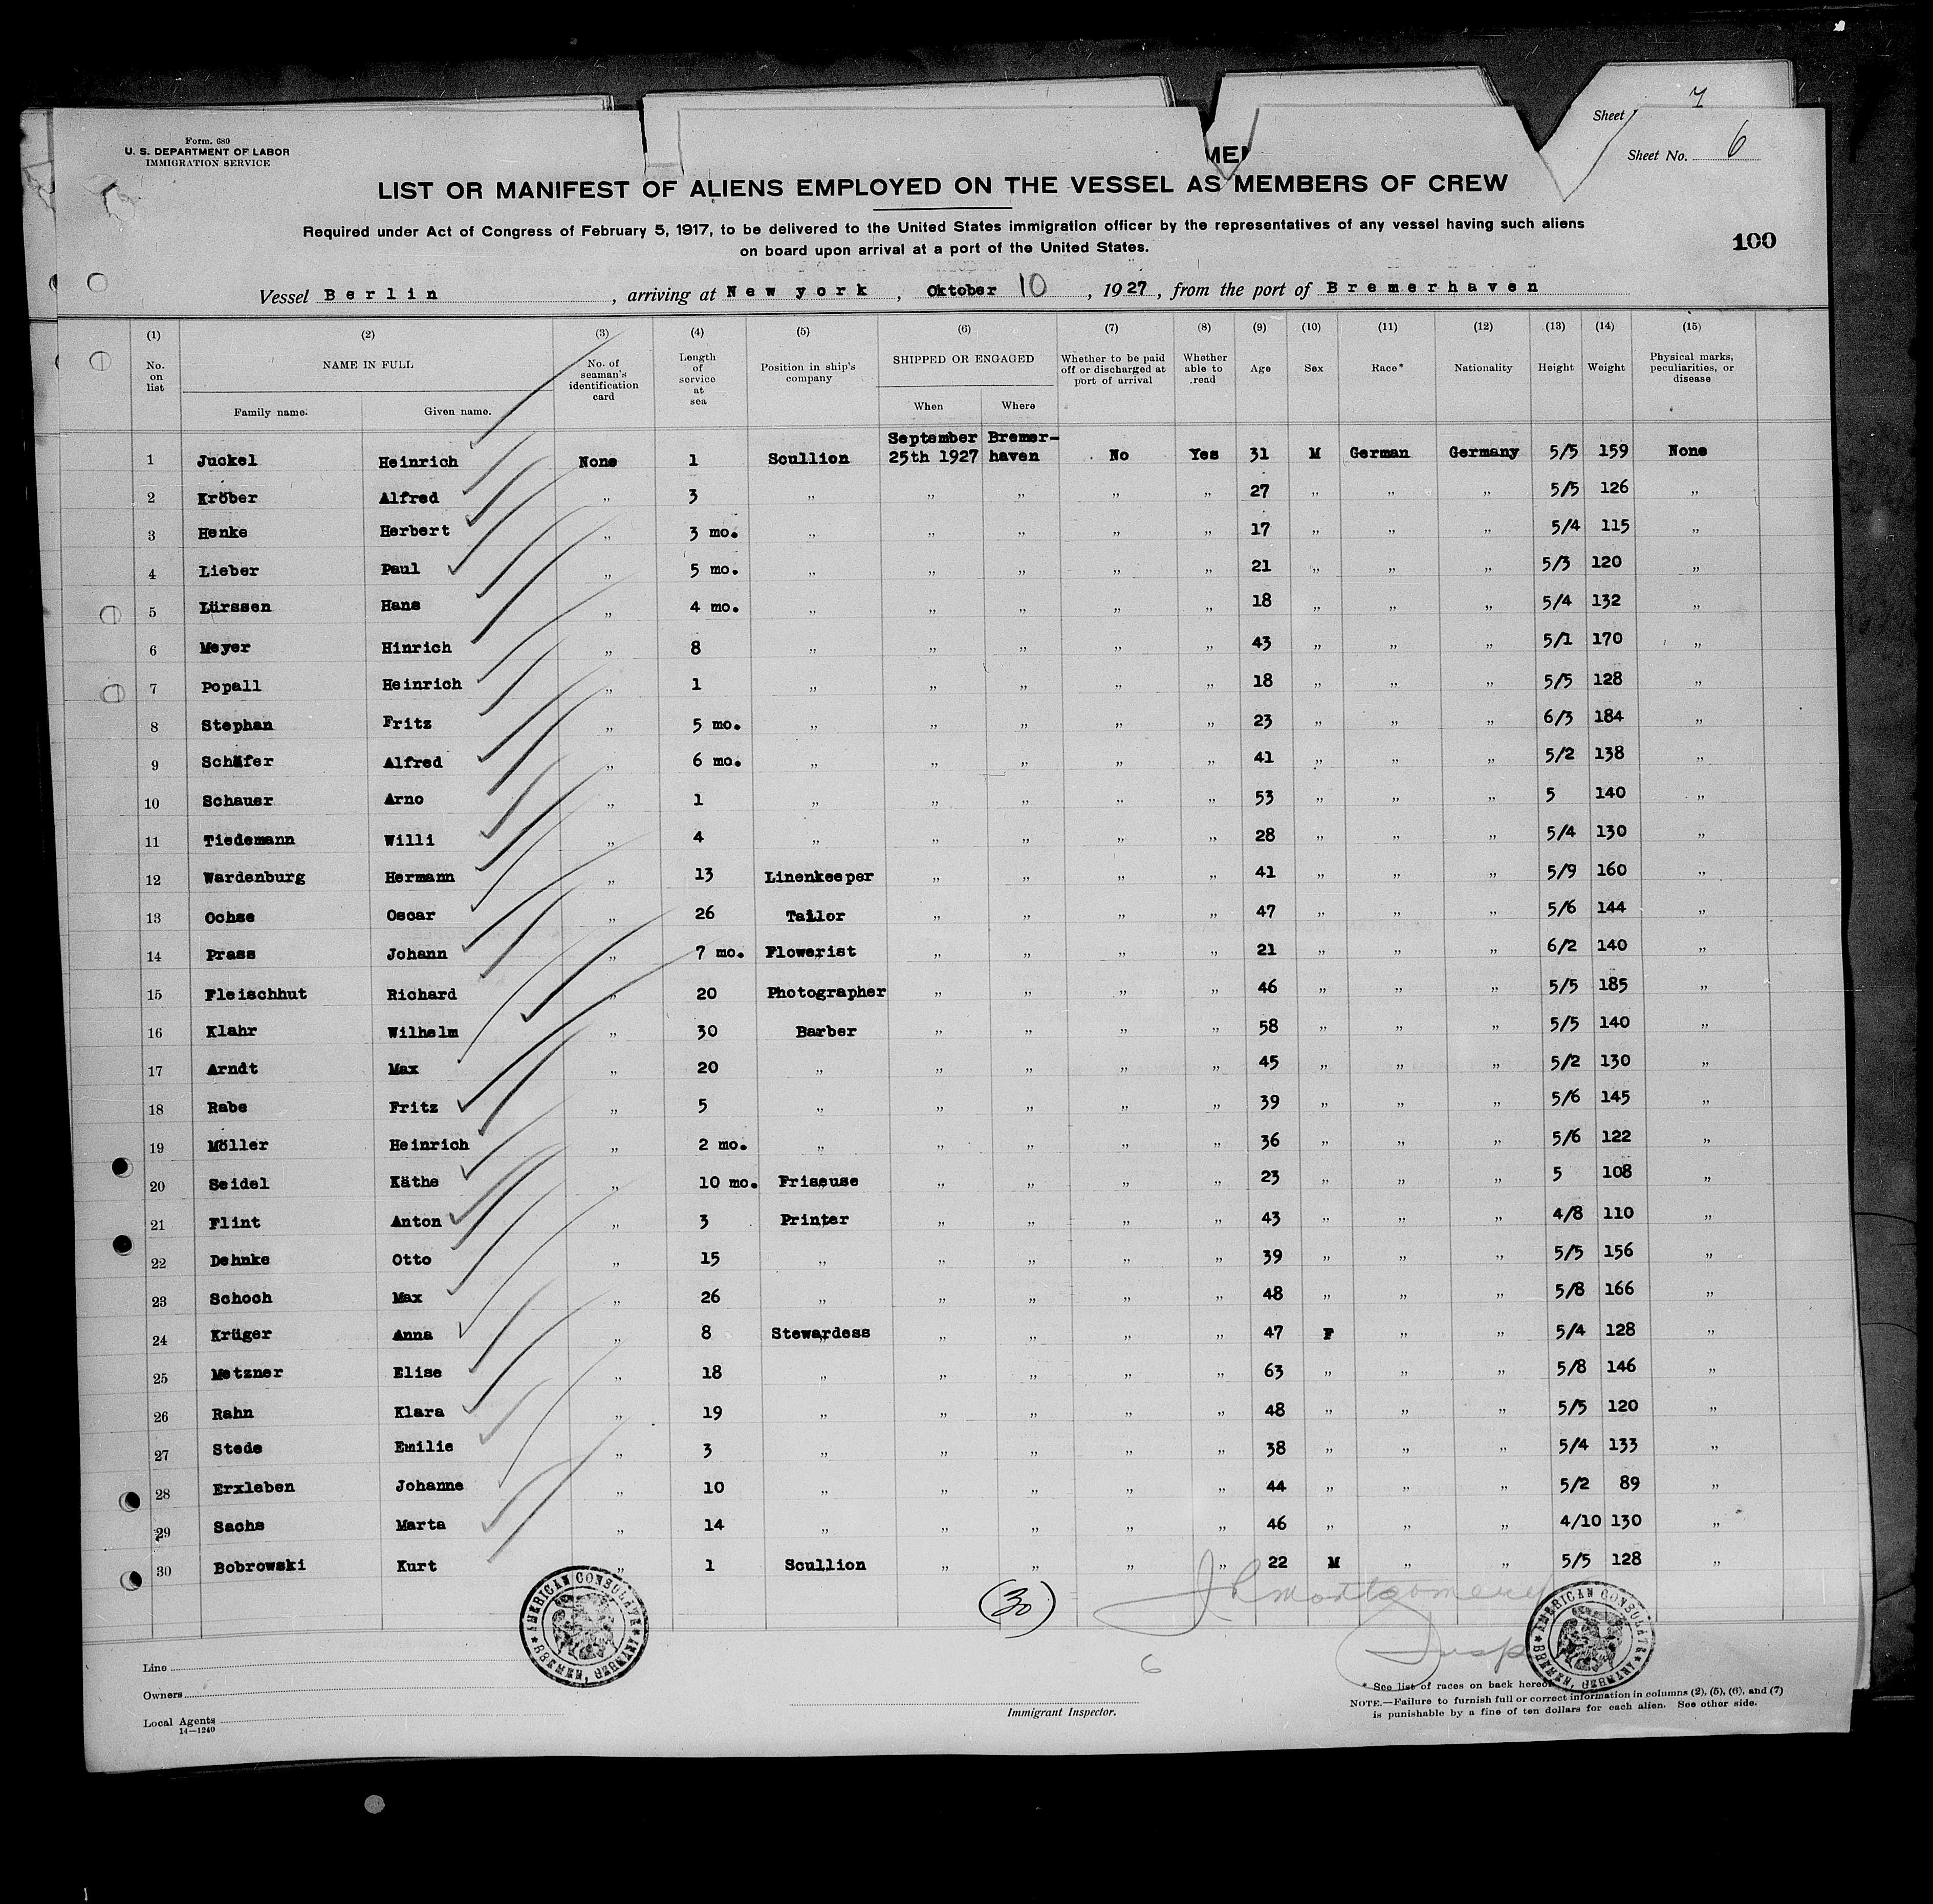 Sheet 7
Form. 680
U. S. DEPARTMENT OF LABOR
IMMIGRATION SERVICE
Sheet No. 6
LIST OR MANIFEST OF ALIENS EMPLOYED ON THE VESSEL AS MEMBERS OF CREW
Required under Act of Congress of February 5, 1917, to be delivered to the United States immigration officer by the representatives of any vessel having such aliens
on board upon arrival at a port of the United States.
100
Vessel Berlin, arriving at New york, Oktober 10, 1927, from the port of Bremerhaven
(1) (2) (3) (4) (5) (6) (7) (8) (9) (10) (11) (12) (13) (14) (15)
No. on list NAME IN FULL No. of seaman's identification card Length of service at sea Position in ship's company SHIPPED OR ENGAGED Whether to be paid off or discharged at port of arrival Whether able to read Age Sex Race* Nationality Height Weight Physical marks, peculiarities, or disease
Family name. Given name. When Where
1 Juckel Heinrich None 1 Scullion September 25th 1927 Bremer-haven No Yes 31 M German Germany 5/5 159 None
2 Kröber Alfred „ 3 „ „ „ „ „ 27 „ „ „ 5/5 126 „
3 Henke Herbert „ 3 mo. „ „ „ „ „ 17 „ „ „ 5/4 115 „
4 Lieber Paul „ 5 mo. „ „ „ „ „ 21 „ „ „ 5/3 120 „
5 Lürssen Hans „ 4 mo. „ „ „ „ „ 18 „ „ „ 5/4 132 „
6 Meyer Hinrich „ 8 „ „ „ „ „ 43 „ „ „ 5/1 170 „
7 Popall Heinrich „ 1 „ „ „ „ „ 18 „ „ „ 5/5 128 „
8 Stephan Fritz „ 5 mo. „ „ „ „ „ 23 „ „ „ 6/3 184 „
9 Schäfer Alfred „ 6 mo. „ „ „ „ „ 41 „ „ „ 5/2 138 „
10 Schauer Arno „ 1 „ „ „ „ „ 53 „ „ „ 5 140 „
11 Tiedemann Willi „ 4 „ „ „ „ „ 28 „ „ „ 5/4 130 „
12 Wardenburg Hermann „ 13 Linenkeeper „ „ „ „ 41 „ „ „ 5/9 160 „
13 Ochse Oscar „ 26 Tailor „ „ „ „ 47 „ „ „ 5/6 144 „
14 Prass Johann „ 7 mo. Flowerist „ „ „ „ 21 „ „ „ 6/2 140 „
15 Fleischhut Richard „ 20 Photographer „ „ „ „ 46 „ „ „ 5/5 185 „
16 Klahr Wilhelm „ 30 Barber „ „ „ „ 58 „ „ „ 5/5 140 „
17 Arndt Max „ 20 „ „ „ „ „ 45 „ „ „ 5/2 130 „
18 Rabe Fritz „ 5 „ „ „ „ „ 39 „ „ „ 5/6 145 „
19 Möller Heinrich „ 2 mo. „ „ „ „ „ 36 „ „ „ 5/6 122 „
20 Seidel Käthe „ 10 mo. Friseuse „ „ „ „ 23 „ „ „ 5 108 „
21 Flint Anton „ 3 Printer „ „ „ „ 43 „ „ „ 4/8 110 „
22 Dehnke Otto „ 15 „ „ „ „ „ 39 „ „ „ 5/5 156 „
23 Schoch Max „ 26 „ „ „ „ „ 48 „ „ „ 5/8 166 „
24 Krüger Anna „ 8 Stewardess „ „ „ „ 47 F „ „ 5/4 128 „
25 Metzner Elise „ 18 „ „ „ „ „ 63 „ „ „ 5/8 146 „
26 Rahn Klara „ 19 „ „ „ „ „ 48 „ „ „ 5/5 120 „
27 Stede Emilie „ 3 „ „ „ „ „ 38 „ „ „ 5/4 133 „
28 Erxleben Johanne „ 10 „ „ „ „ „ 44 „ „ „ 5/2 89 „
29 Sachs Marta „ 14 „ „ „ „ „ 46 „ „ „ 4/10 130 „
30 Bobrowski Kurt „ 1 Scullion „ „ „ „ 22 M „ „ 5/5 128 „
(30)
Montgomery
Insp
6
AMERICAN CONSULATE BREMEN, GERMANY
AMERICAN CONSULATE BREMEN, GERMANY
Line
Owners
Local Agents
14—1240
Immigrant Inspector.
* See list of races on back hereof.
NOTE.—Failure to furnish full or correct information in columns (2), (5), (6), and (7)
is punishable by a fine of ten dollars for each alien. See other side.